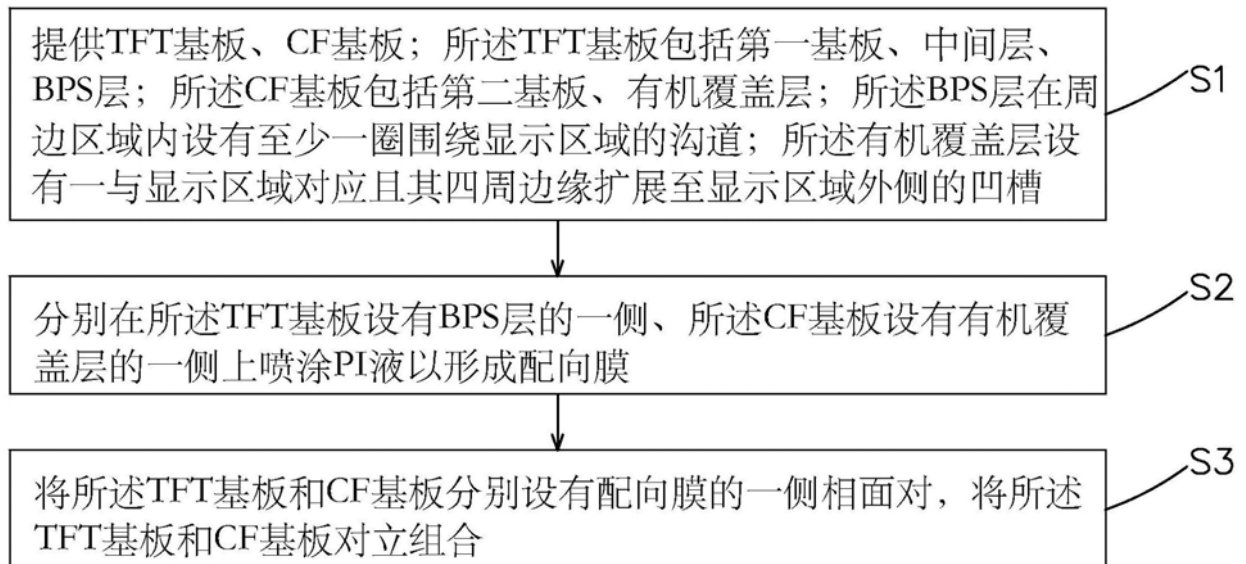 提供TFT基板、CF基板；所述TFT基板包括第一基板、中间层、
BPS层；所述CF基板包括第二基板、有机覆盖层；所述BPS层在周
边区域内设有至少一圈围绕显示区域的沟道；所述有机覆盖层设
有一与显示区域对应且其四周边缘扩展至显示区域外侧的凹槽
S1
分别在所述TFT基板设有BPS层的一侧、所述CF基板设有有机覆
盖层的一侧上喷涂PI液以形成配向膜
S2
将所述TFT基板和CF基板分别设有配向膜的一侧相面对，将所述
TFT基板和CF基板对立组合
S3